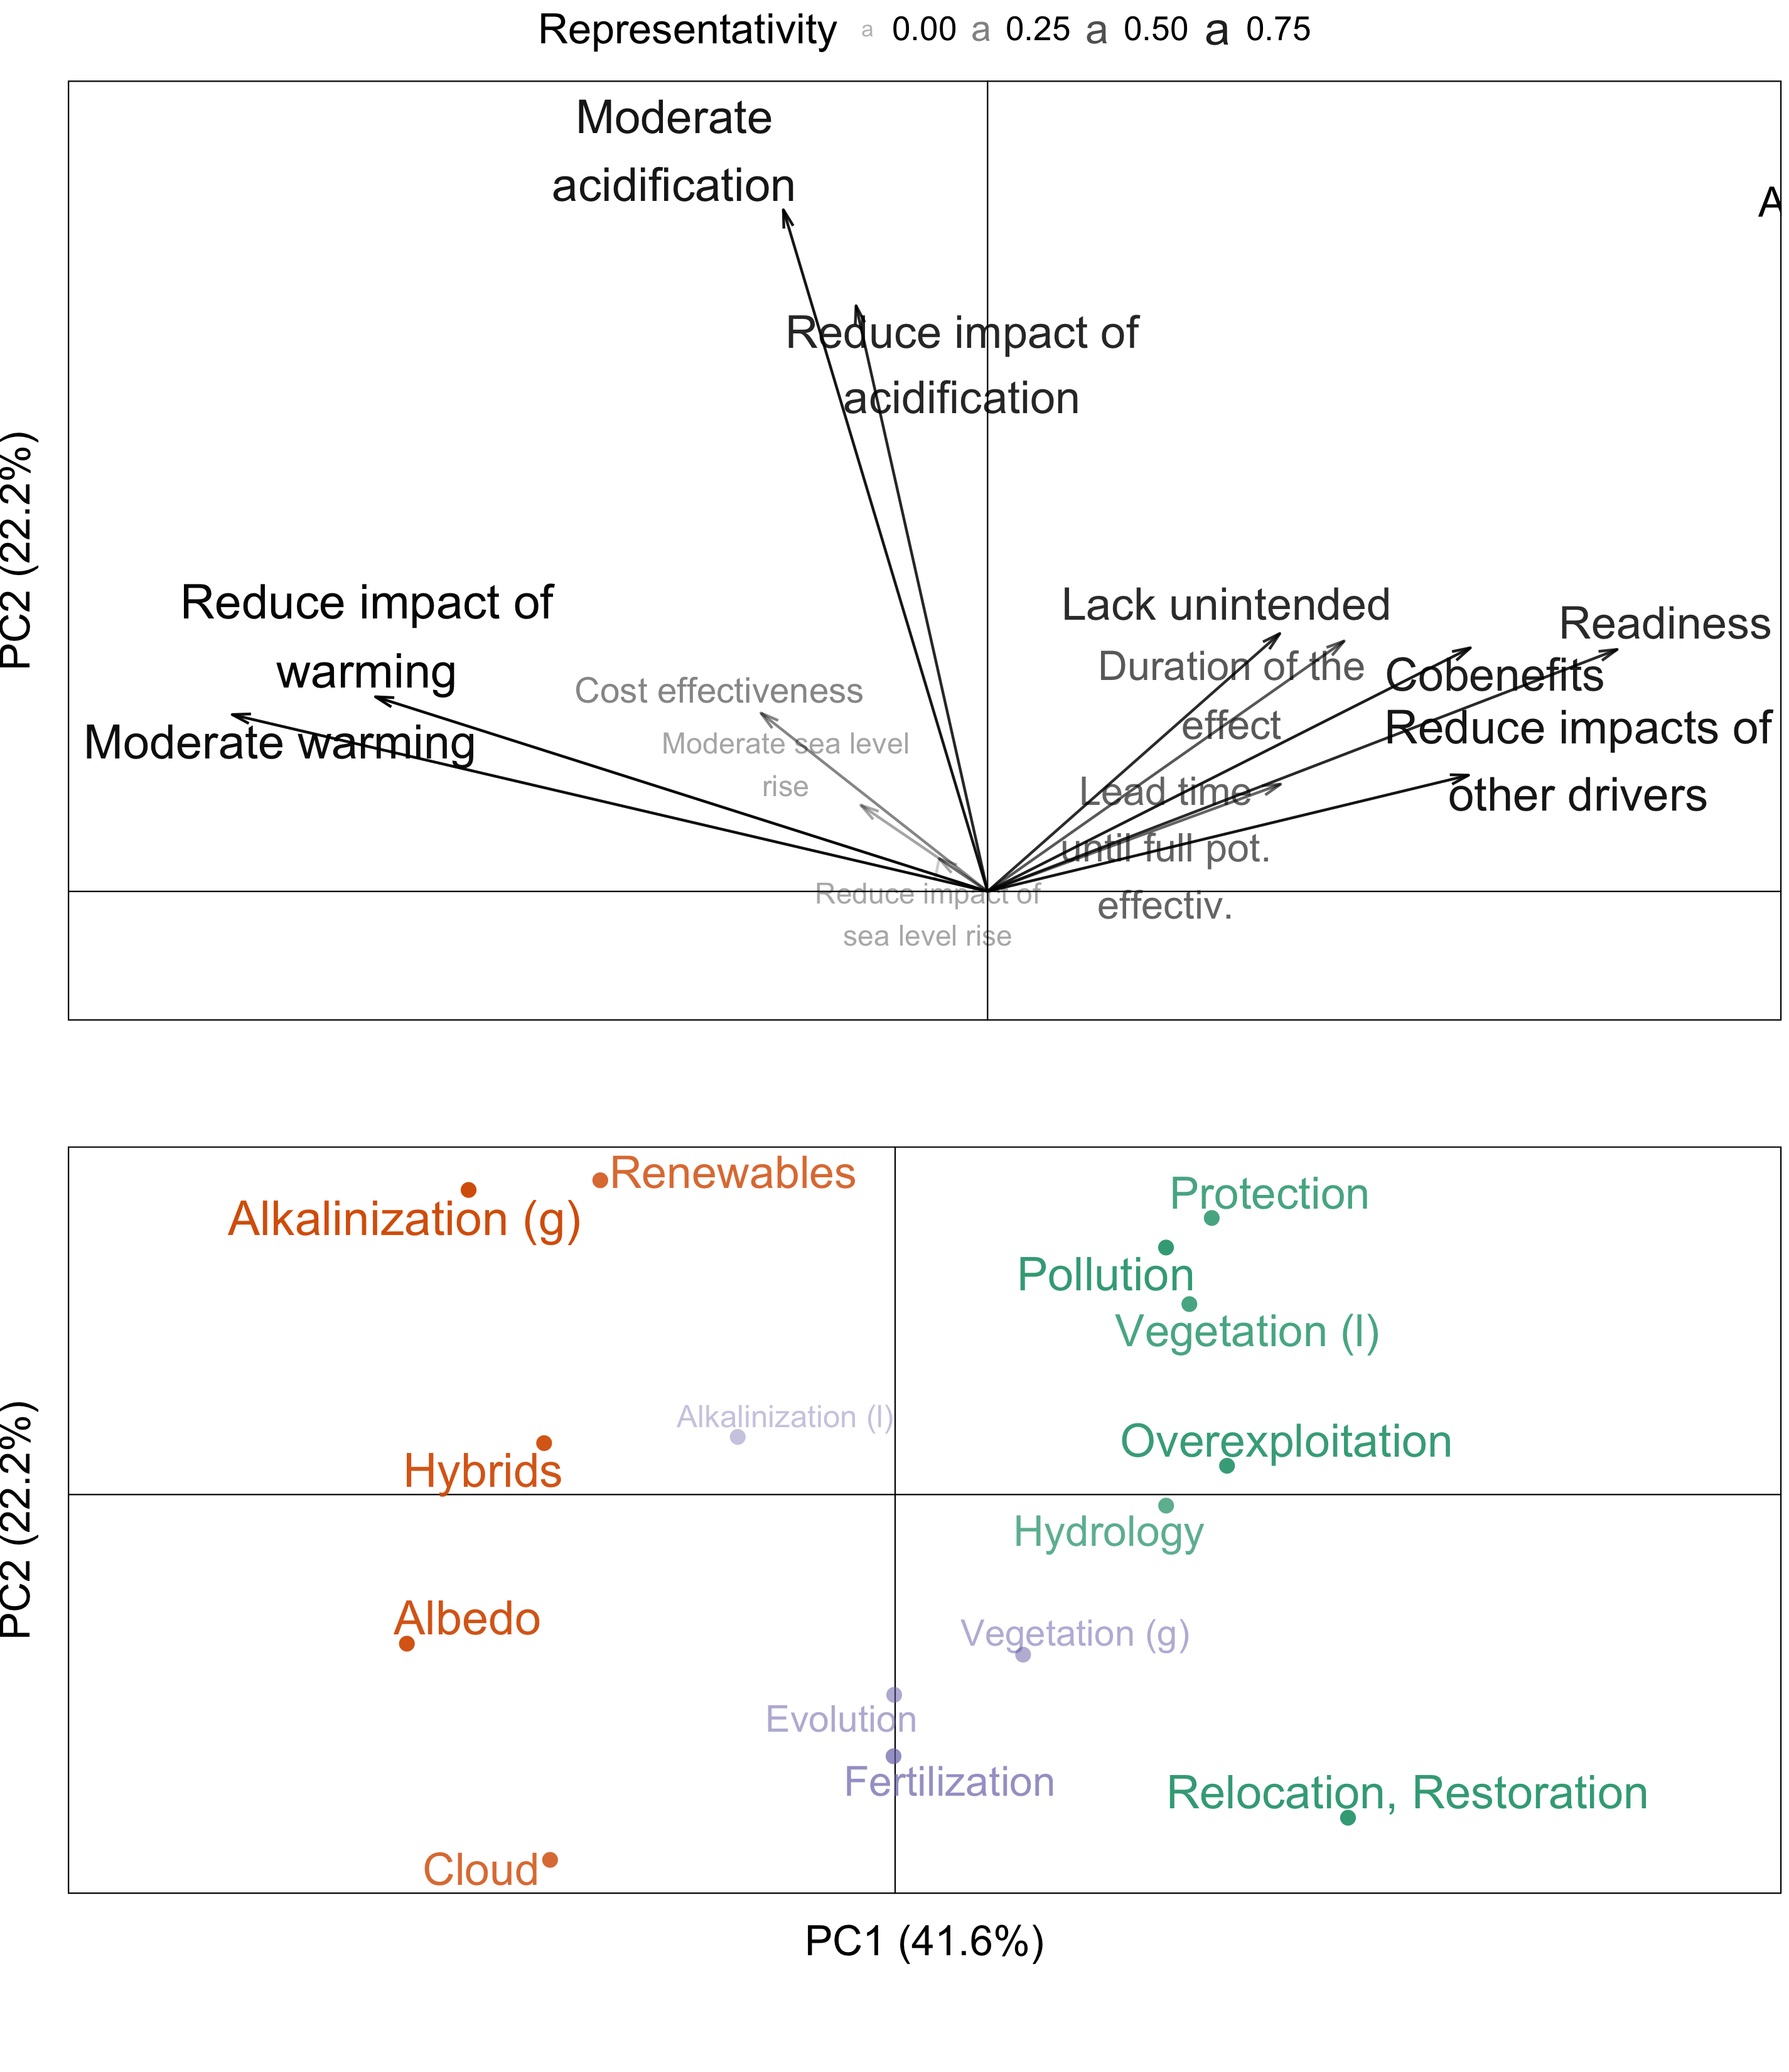 Representativity a 0.00 a 0.25 a 0.50 a 0.75
Moderate
acidification
A
Reduce impact of
acidification
PC2 (22.2%)
Reduce impact of
warming
Moderate warming
Cost effectiveness
Moderate sea level
rise
Reduce impact of
sea level rise
Lack unintended
Duration of the
effect
Lead time
until full pot.
effectiv.
Readiness
Cobenefits
Reduce impacts of
other drivers
Renewables
Alkalinization (g)
Protection
Pollution
Vegetation (l)
Alkalinization (l)
Overexploitation
Hybrids
Hydrology
PC2 (22.2%)
Albedo
Vegetation (g)
Evolution
Fertilization
Relocation, Restoration
Cloud
PC1 (41.6%)